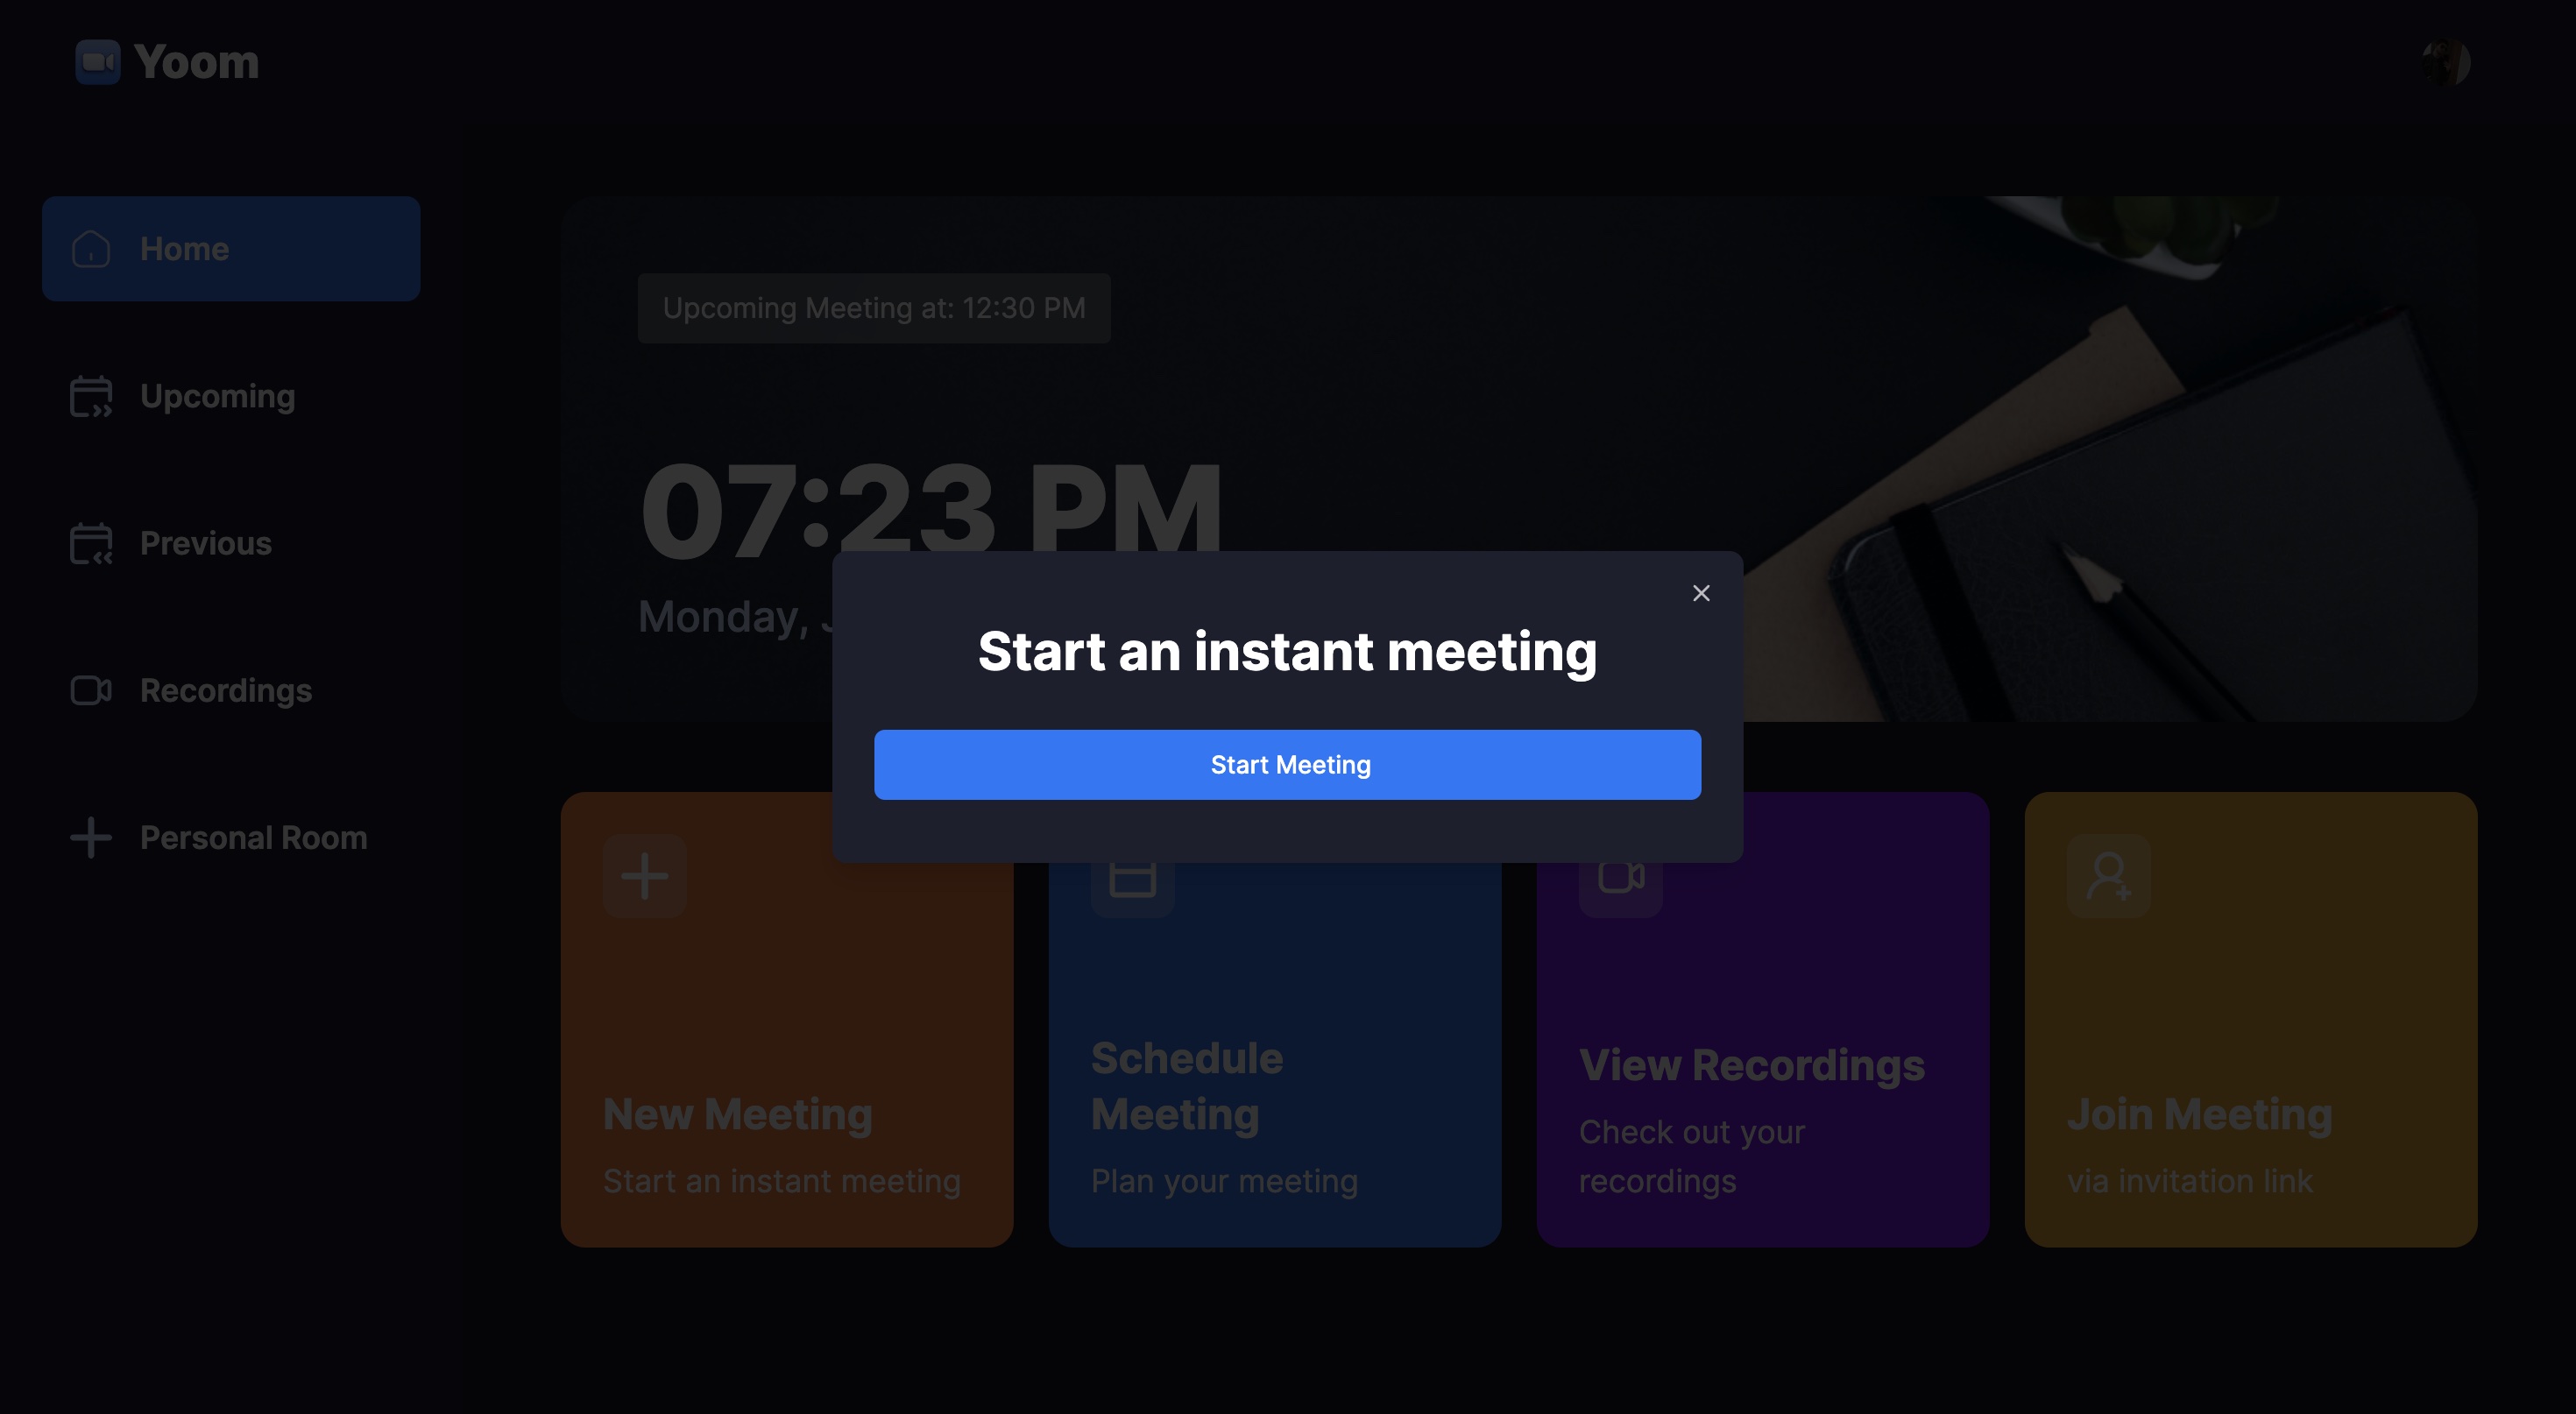 Yoom
Home
Upcoming
Previous
Recordings
Personal Room
Upcoming Meeting at: 12:30 PM
07:23 PM
Monday,
Start an instant meeting
Start Meeting
New Meeting
Start an instant meeting
Schedule
Meeting
Plan your meeting
View Recordings
Check out your
recordings
Join Meeting
via invitation link